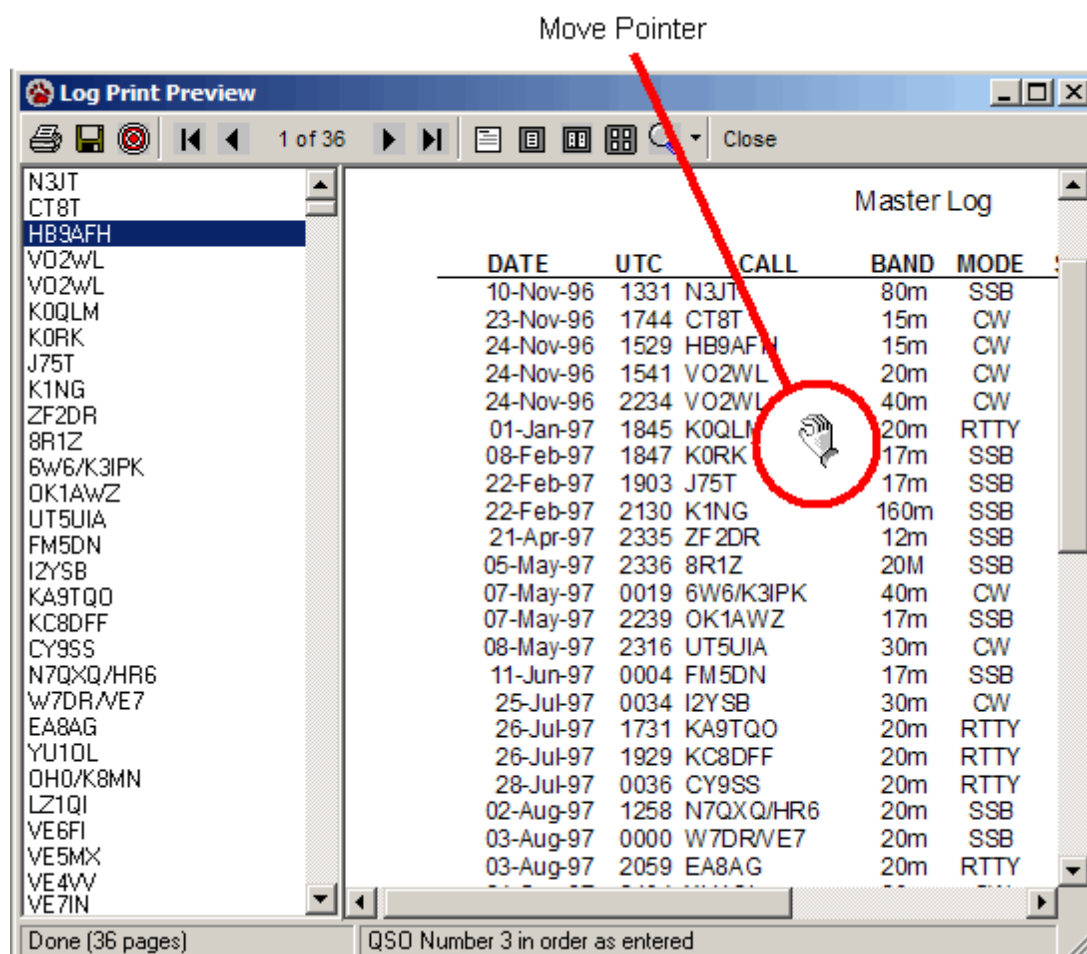 Move Pointer
Log Print Preview
1 of 36 Close
N3JT
CT8T
HB9AFH
VO2WL
VO2WL
K0QLM
K0RK
J75T
K1NG
ZF2DR
8R1Z
6W6/K3IPK
OK1AWZ
UT5UIA
FM5DN
I2YSB
KA9TQO
KC8DFF
CY9SS
N7QXQ/HR6
W7DR/VE7
EA8AG
YU1OL
OH0/K8MN
LZ1QI
VE6FI
VE5MX
VE4VV
VE7IN
Master Log
DATE UTC CALL BAND MODE
10-Nov-96 1331 N3JT 80m SSB
23-Nov-96 1744 CT8T 15m CW
24-Nov-96 1529 HB9AFH 15m CW
24-Nov-96 1541 VO2WL 20m CW
24-Nov-96 2234 VO2WL 40m CW
01-Jan-97 1845 K0QLM 20m RTTY
08-Feb-97 1847 K0RK 17m SSB
22-Feb-97 1903 J75T 17m SSB
22-Feb-97 2130 K1NG 160m SSB
21-Apr-97 2335 ZF2DR 12m SSB
05-May-97 2336 8R1Z 20M SSB
07-May-97 0019 6W6/K3IPK 40m CW
07-May-97 2239 OK1AWZ 17m SSB
08-May-97 2316 UT5UIA 30m CW
11-Jun-97 0004 FM5DN 17m SSB
25-Jul-97 0034 I2YSB 30m CW
26-Jul-97 1731 KA9TQO 20m RTTY
26-Jul-97 1929 KC8DFF 20m RTTY
28-Jul-97 0036 CY9SS 20m RTTY
02-Aug-97 1258 N7QXQ/HR6 20m SSB
03-Aug-97 0000 W7DR/VE7 20m SSB
03-Aug-97 2059 EA8AG 20m RTTY
Done (36 pages) QSO Number 3 in order as entered